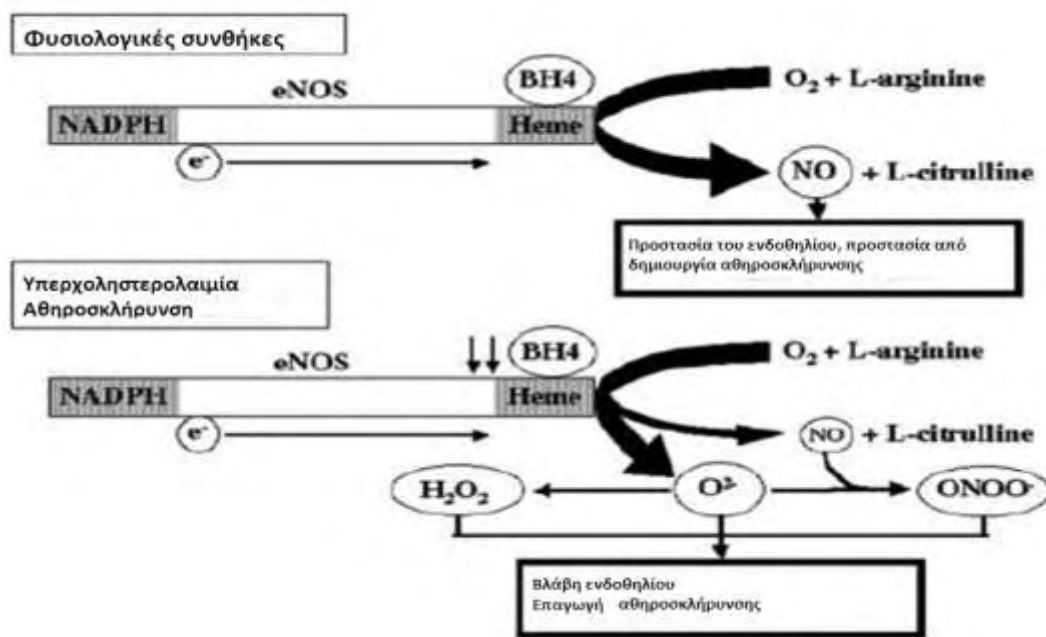 Φυσιολογικές συνθήκες
eNOS
BH4
O₂ + L-arginine
NADPH
Heme
e⁻
NO + L-citrulline
Προστασία του ενδοθηλίου, προστασία από
δημιουργία αθηροσκλήρυνσης
Υπερχοληστερολαιμία
Αθηροσκλήρυνση
eNOS
BH4
O₂ + L-arginine
NADPH
Heme
e⁻
NO + L-citrulline
H₂O₂
O²⁻
ONOO⁻
Βλάβη ενδοθηλίου
Επαγωγή αθηροσκλήρυνσης